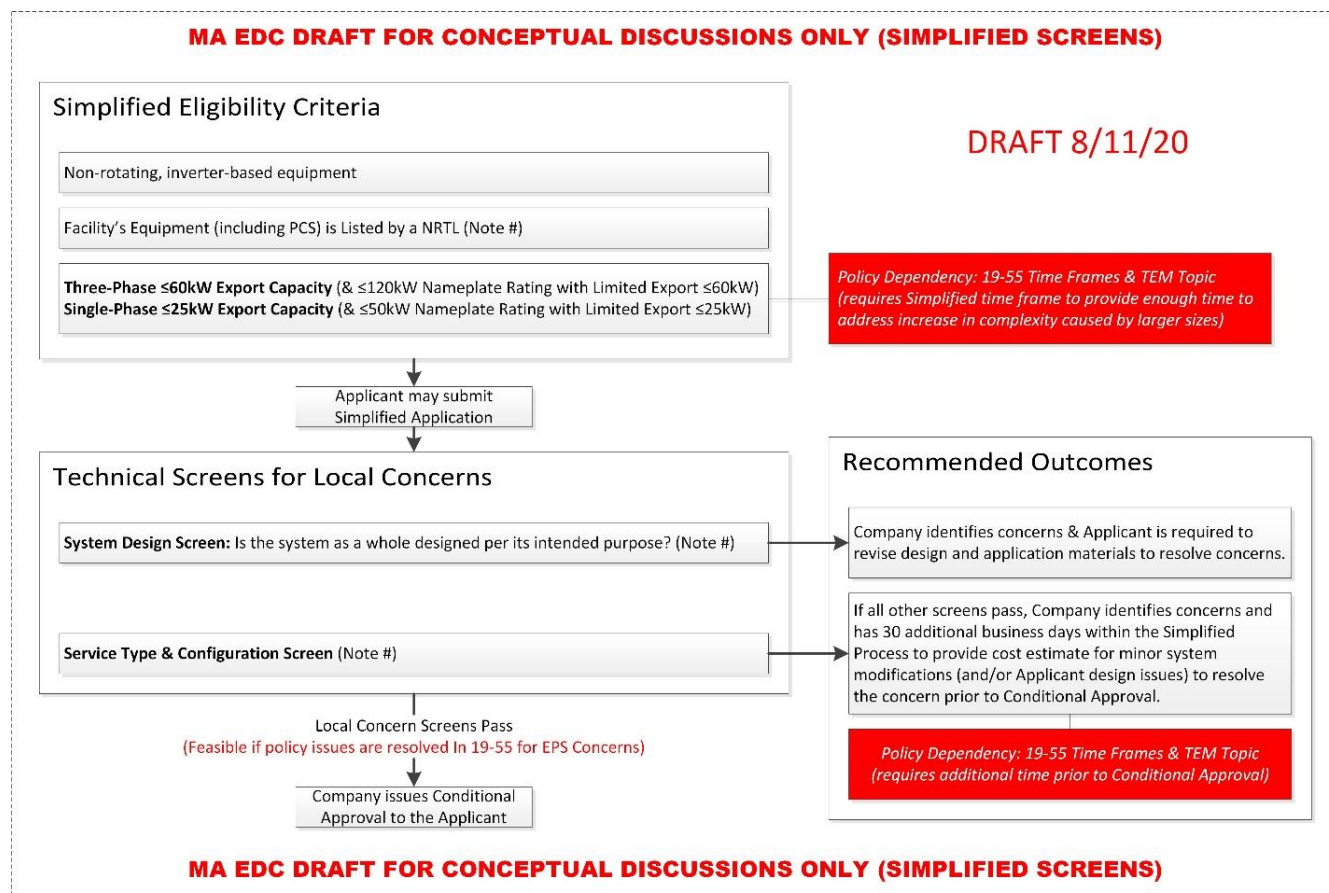 MA EDC DRAFT FOR CONCEPTUAL DISCUSSIONS ONLY (SIMPLIFIED SCREENS)
Simplified Eligibility Criteria
DRAFT 8/11/20
Non-rotating, inverter-based equipment
Facility's Equipment (including PCS) is Listed by a NRTL (Note #)
Three-Phase ≤60kW Export Capacity (& ≤120kW Nameplate Rating with Limited Export ≤60kW)
Single-Phase ≤25kW Export Capacity (& ≤50kW Nameplate Rating with Limited Export ≤25kW)
Policy Dependency: 19-55 Time Frames & TEM Topic
(requires Simplified time frame to provide enough time to
address increase in complexity caused by larger sizes)
Applicant may submit
Simplified Application
Technical Screens for Local Concerns
System Design Screen: Is the system as a whole designed per its intended purpose? (Note #)
Service Type & Configuration Screen (Note #)
Recommended Outcomes
Company identifies concerns & Applicant is required to
revise design and application materials to resolve concerns.
If all other screens pass, Company identifies concerns and
has 30 additional business days within the Simplified
Process to provide cost estimate for minor system
modifications (and/or Applicant design issues) to resolve
the concern prior to Conditional Approval.
Policy Dependency: 19-55 Time Frames & TEM Topic
(requires additional time prior to Conditional Approval)
Local Concern Screens Pass
(Feasible if policy issues are resolved In 19-55 for EPS Concerns)
Company issues Conditional
Approval to the Applicant
MA EDC DRAFT FOR CONCEPTUAL DISCUSSIONS ONLY (SIMPLIFIED SCREENS)